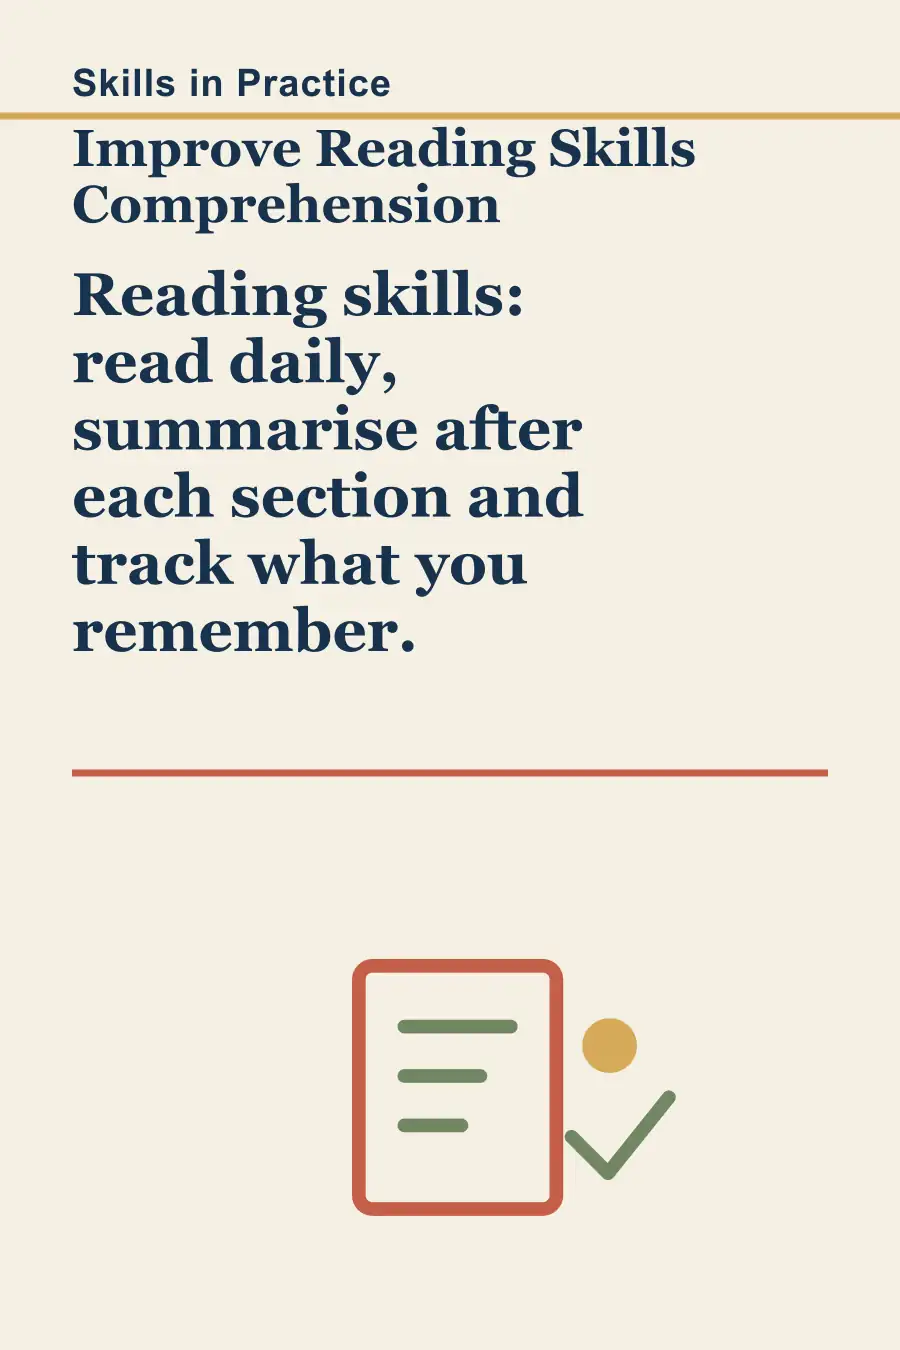 Skills in Practice
Improve Reading Skills
Comprehension
Reading skills:
read daily,
summarise after
each section and
track what you
remember.